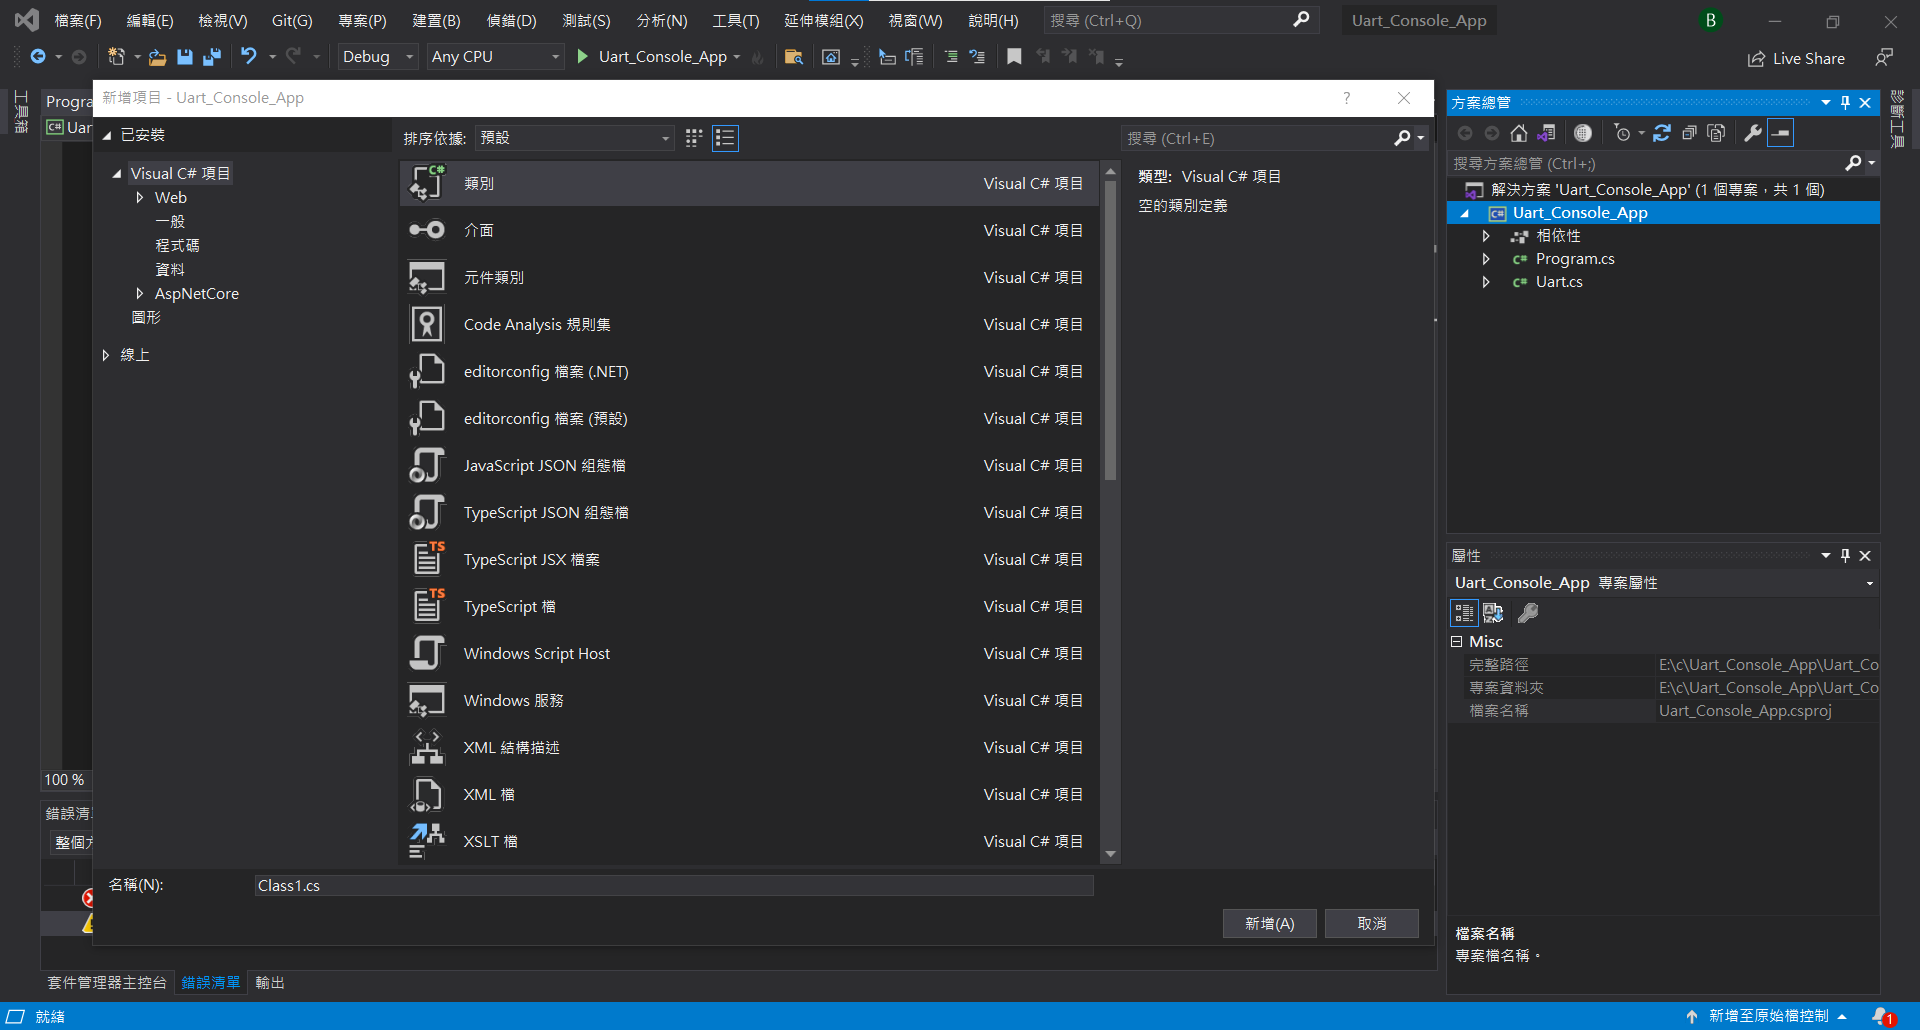 檔案(F) 編輯(E) 檢視(V) Git(G) 專案(P) 建置(B) 偵錯(D) 測試(S) 分析(N) 工具(T) 延伸模組(X) 視窗(W) 說明(H) 搜尋 (Ctrl+Q) Uart_Console_App B
Debug Any CPU Uart_Console_App Live Share
工具箱
Progra
Uar
新增項目 - Uart_Console_App ?
已安裝
Visual C# 項目
Web
一般
程式碼
資料
AspNetCore
圖形
線上
排序依據: 預設
類別 Visual C# 項目
介面 Visual C# 項目
元件類別 Visual C# 項目
Code Analysis 規則集 Visual C# 項目
editorconfig 檔案 (.NET) Visual C# 項目
editorconfig 檔案 (預設) Visual C# 項目
JavaScript JSON 組態檔 Visual C# 項目
TypeScript JSON 組態檔 Visual C# 項目
TypeScript JSX 檔案 Visual C# 項目
TypeScript 檔 Visual C# 項目
Windows Script Host Visual C# 項目
Windows 服務 Visual C# 項目
XML 結構描述 Visual C# 項目
XML 檔 Visual C# 項目
XSLT 檔 Visual C# 項目
搜尋 (Ctrl+E)
類型: Visual C# 項目
空的類別定義
名稱(N): Class1.cs
新增(A) 取消
100 %
錯誤清
整個方
套件管理器主控台 錯誤清單 輸出
方案總管
搜尋方案總管 (Ctrl+;)
解決方案 'Uart_Console_App' (1 個專案，共 1 個)
Uart_Console_App
相依性
Program.cs
Uart.cs
診斷工具
屬性
Uart_Console_App 專案屬性
Misc
完整路徑 E:\c\Uart_Console_App\Uart_Co
專案資料夾 E:\c\Uart_Console_App\Uart_Co
檔案名稱 Uart_Console_App.csproj
檔案名稱
專案檔名稱。
就緒 新增至原始檔控制 1